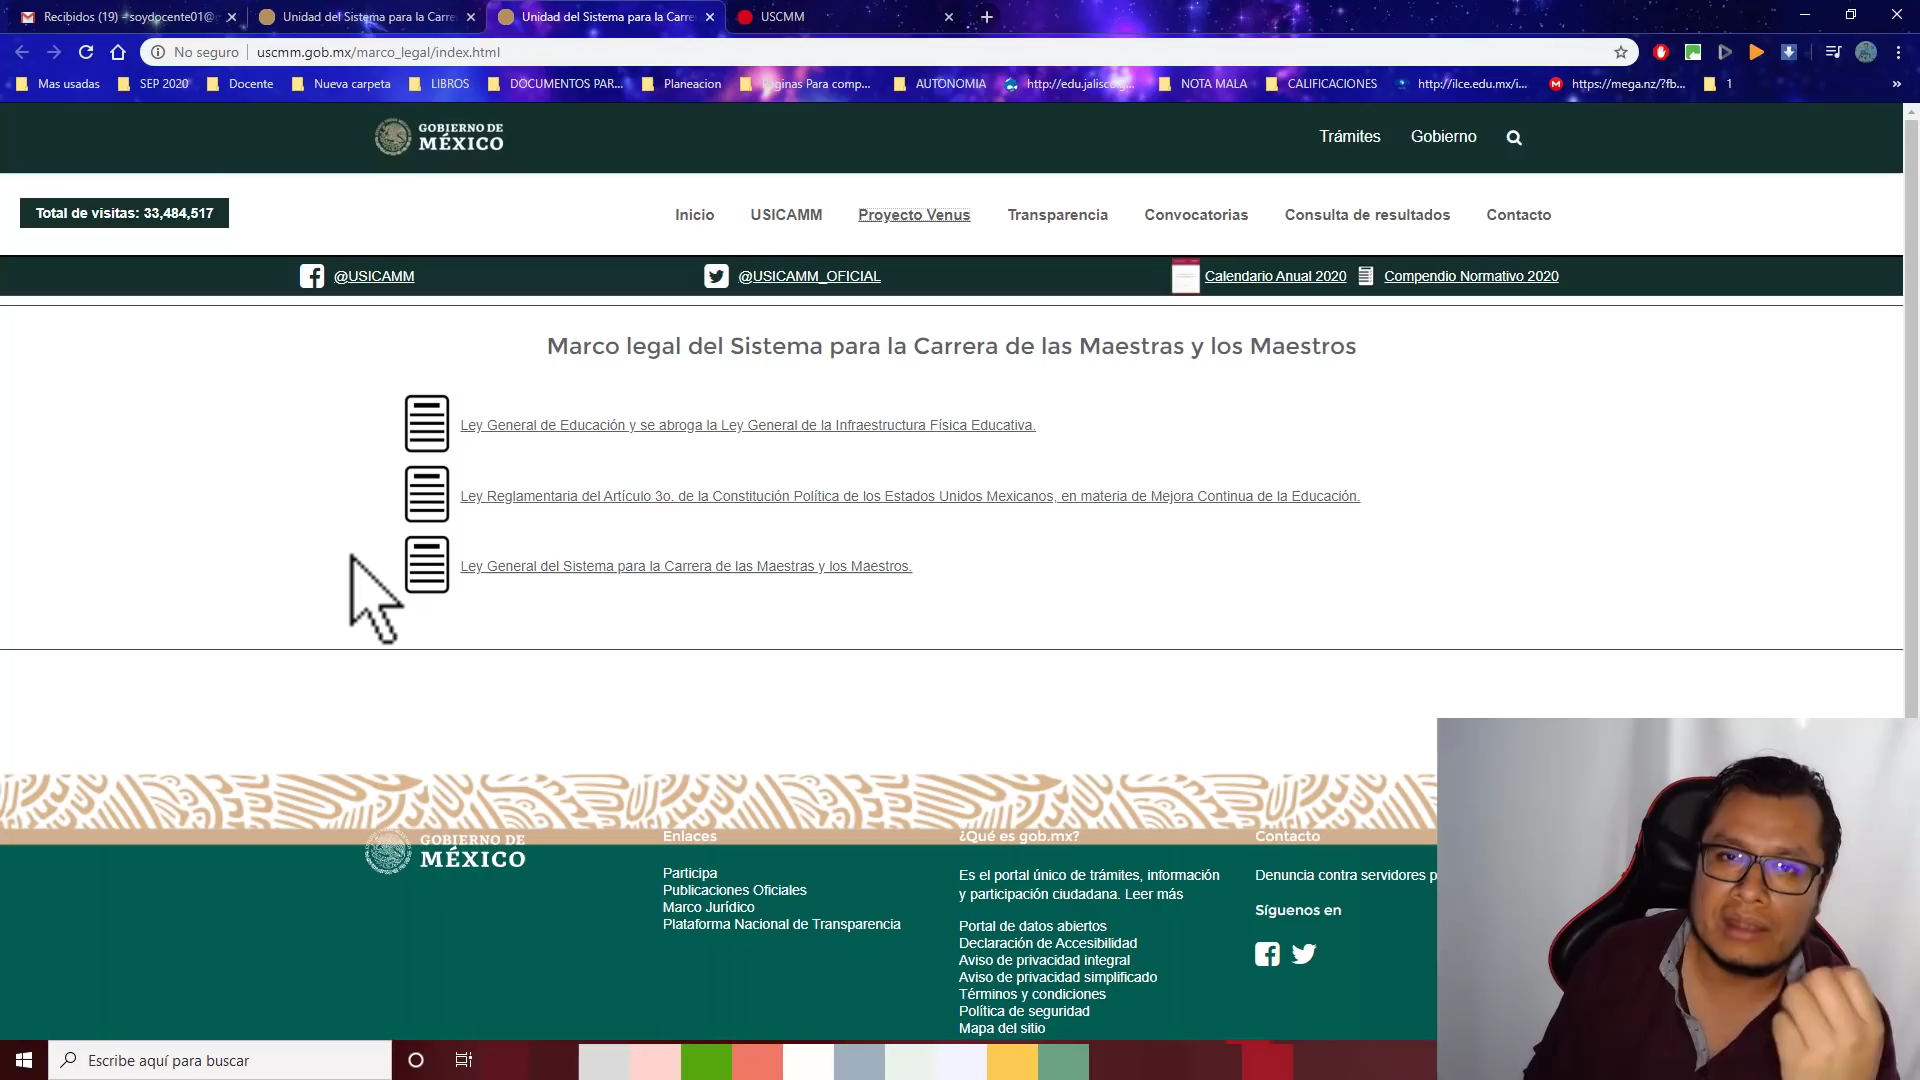 Recibidos (19) - soydocente01@
Unidad del Sistema para la Carre
Unidad del Sistema para la Carre
USCMM
No seguro
uscmm.gob.mx/marco_legal/index.html
Mas usadas
SEP 2020
Docente
Nueva carpeta
LIBROS
DOCUMENTOS PAR...
Planeacion
Paginas Para comp...
AUTONOMIA
http://edu.jalisco.g...
NOTA MALA
CALIFICACIONES
http://ilce.edu.mx/i...
https://mega.nz/?fb...
1
GOBIERNO DE
MÉXICO
Trámites
Gobierno
Total de visitas: 33,484,517
Inicio
USICAMM
Proyecto Venus
Transparencia
Convocatorias
Consulta de resultados
Contacto
@USICAMM
@USICAMM_OFICIAL
Calendario Anual 2020
Compendio Normativo 2020
Marco legal del Sistema para la Carrera de las Maestras y los Maestros
Ley General de Educación y se abroga la Ley General de la Infraestructura Física Educativa.
Ley Reglamentaria del Artículo 3o. de la Constitución Política de los Estados Unidos Mexicanos, en materia de Mejora Continua de la Educación.
Ley General del Sistema para la Carrera de las Maestras y los Maestros.
GOBIERNO DE
MÉXICO
Enlaces
Participa
Publicaciones Oficiales
Marco Jurídico
Plataforma Nacional de Transparencia
¿Qué es gob.mx?
Es el portal único de trámites, información
y participación ciudadana. Leer más
Portal de datos abiertos
Declaración de Accesibilidad
Aviso de privacidad integral
Aviso de privacidad simplificado
Términos y condiciones
Política de seguridad
Mapa del sitio
Contacto
Denuncia contra servidores p
Síguenos en
Escribe aquí para buscar